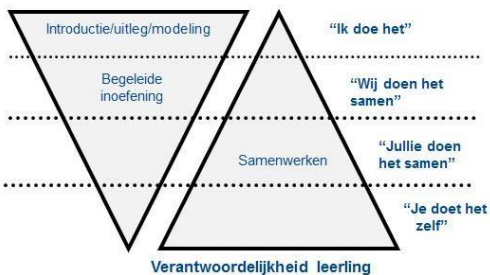 Introductie/uitleg/modeling
“Ik doe het”
Begeleide
inoefening
“Wij doen het
samen”
Samenwerken
“Jullie doen
het samen”
“Je doet het
zelf”
Verantwoordelijkheid leerling